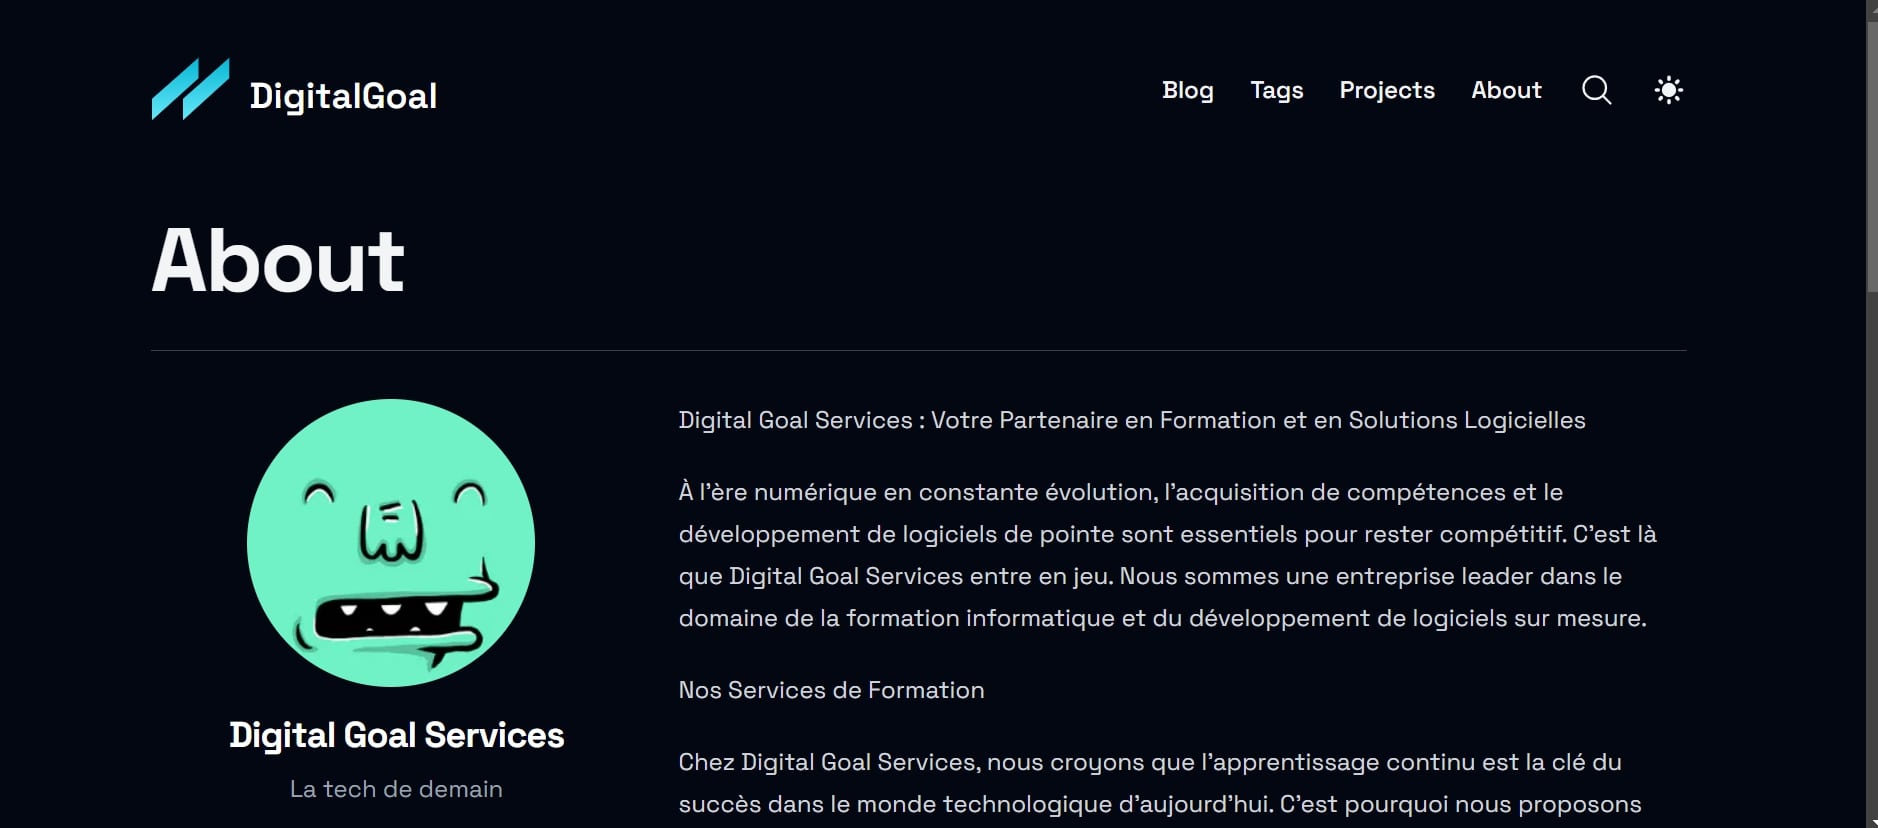 DigitalGoal
Blog Tags Projects About
About
Digital Goal Services
La tech de demain
Digital Goal Services : Votre Partenaire en Formation et en Solutions Logicielles
À l’ère numérique en constante évolution, l’acquisition de compétences et le
développement de logiciels de pointe sont essentiels pour rester compétitif. C’est là
que Digital Goal Services entre en jeu. Nous sommes une entreprise leader dans le
domaine de la formation informatique et du développement de logiciels sur mesure.
Nos Services de Formation
Chez Digital Goal Services, nous croyons que l’apprentissage continu est la clé du
succès dans le monde technologique d’aujourd’hui. C’est pourquoi nous proposons